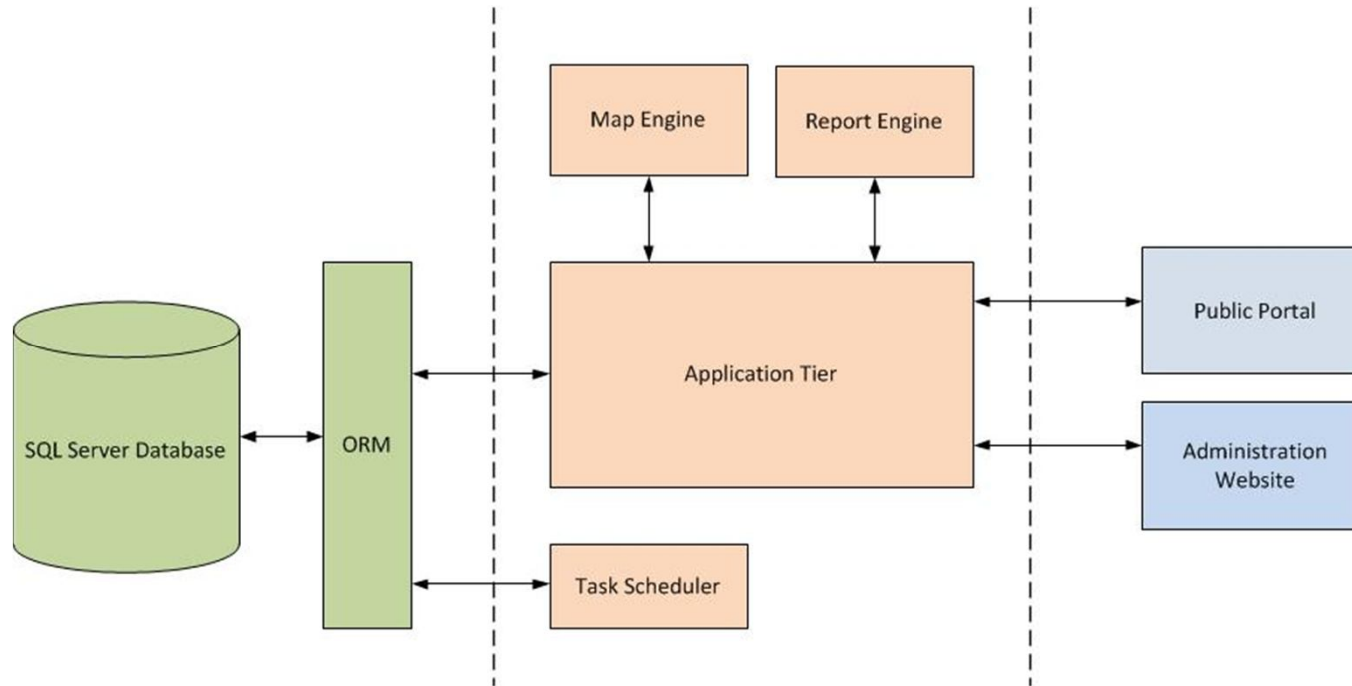 Map Engine
Report Engine
Public Portal
Application Tier
SQL Server Database
ORM
Administration
Website
Task Scheduler